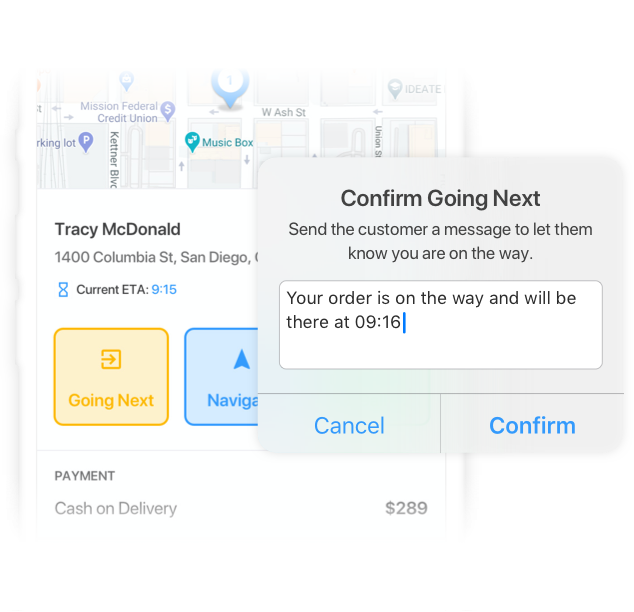 1
IDEATE
Mission Federal
Credit Union
W Ash St
rking lot
P
Kettner Blvd
Music Box
Union St
Confirm Going Next
Send the customer a message to let them
know you are on the way.
Your order is on the way and will be
there at 09:16
Cancel
Confirm
Tracy McDonald
1400 Columbia St, San Diego,
Current ETA: 9:15
Going Next
Naviga
PAYMENT
Cash on Delivery
$289